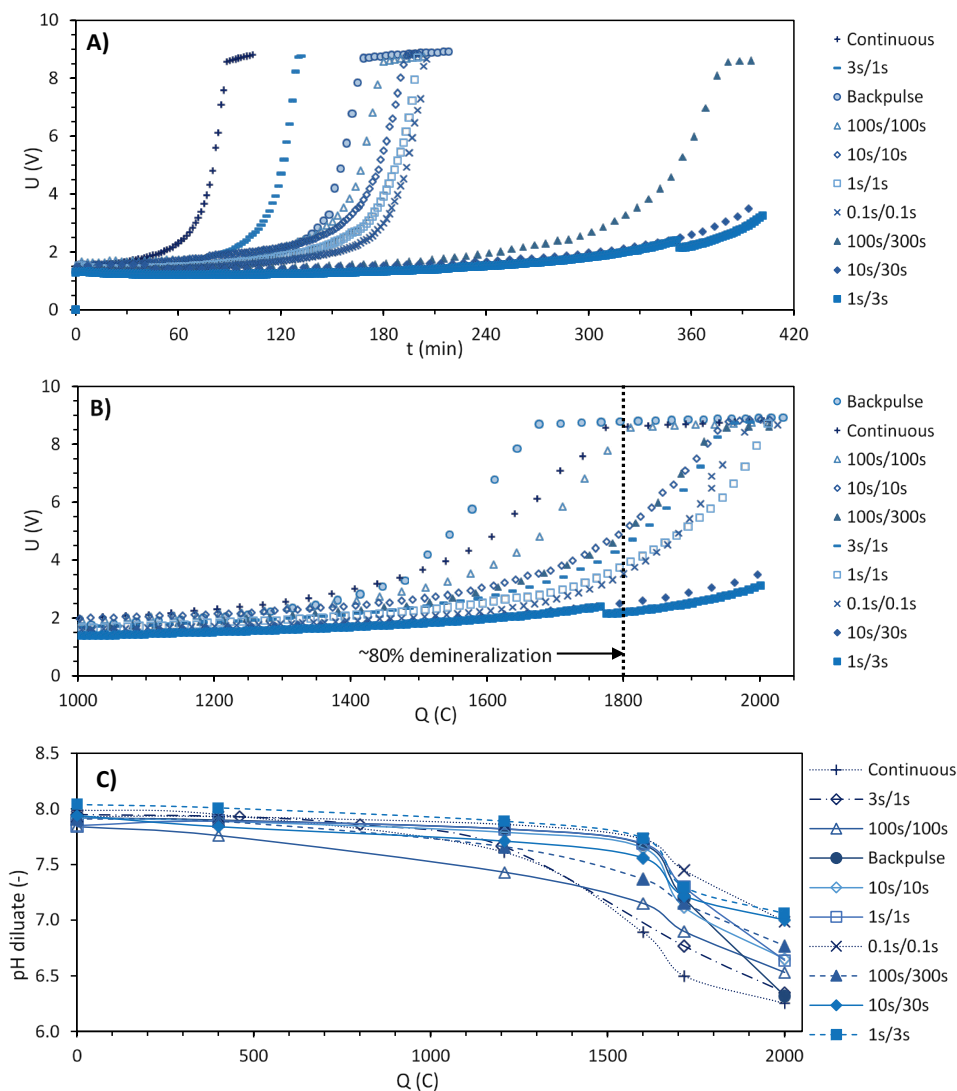 A)
U (V)
10
8
6
4
2
0
0 60 120 180 240 300 360 420
t (min)
Continuous
3s/1s
Backpulse
100s/100s
10s/10s
1s/1s
0.1s/0.1s
100s/300s
10s/30s
1s/3s
B)
U (V)
10
8
6
4
2
0
~80% demineralization
1000 1200 1400 1600 1800 2000
Q (C)
Backpulse
Continuous
100s/100s
10s/10s
100s/300s
3s/1s
1s/1s
0.1s/0.1s
10s/30s
1s/3s
C)
pH diluate (-)
8.5
8.0
7.5
7.0
6.5
6.0
0 500 1000 1500 2000
Q (C)
Continuous
3s/1s
100s/100s
Backpulse
10s/10s
1s/1s
0.1s/0.1s
100s/300s
10s/30s
1s/3s